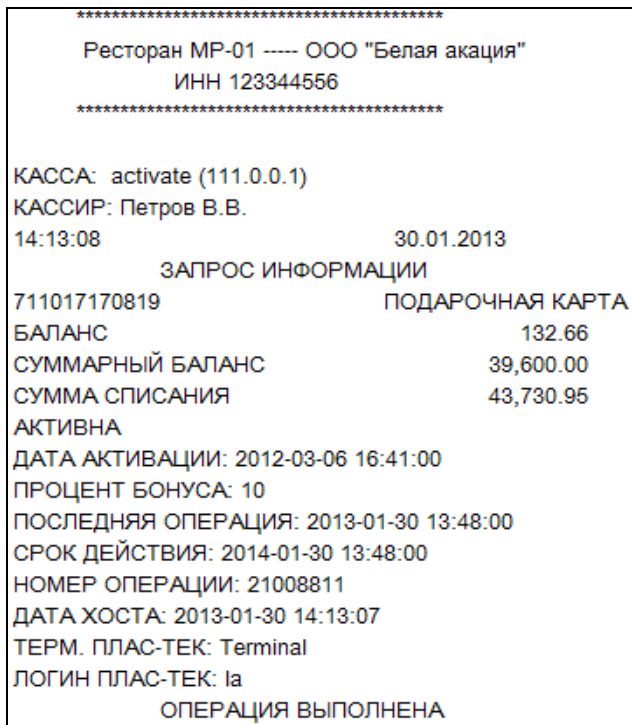 ******************************************
Ресторан МР-01 ----- ООО "Белая акация"
ИНН 123344556
******************************************
КАССА: activate (111.0.0.1)
КАССИР: Петров В.В.
14:13:08 30.01.2013
ЗАПРОС ИНФОРМАЦИИ
711017170819 ПОДАРОЧНАЯ КАРТА
БАЛАНС 132.66
СУММАРНЫЙ БАЛАНС 39,600.00
СУММА СПИСАНИЯ 43,730.95
АКТИВНА
ДАТА АКТИВАЦИИ: 2012-03-06 16:41:00
ПРОЦЕНТ БОНУСА: 10
ПОСЛЕДНЯЯ ОПЕРАЦИЯ: 2013-01-30 13:48:00
СРОК ДЕЙСТВИЯ: 2014-01-30 13:48:00
НОМЕР ОПЕРАЦИИ: 21008811
ДАТА ХОСТА: 2013-01-30 14:13:07
ТЕРМ. ПЛАС-ТЕК: Terminal
ЛОГИН ПЛАС-ТЕК: la
ОПЕРАЦИЯ ВЫПОЛНЕНА